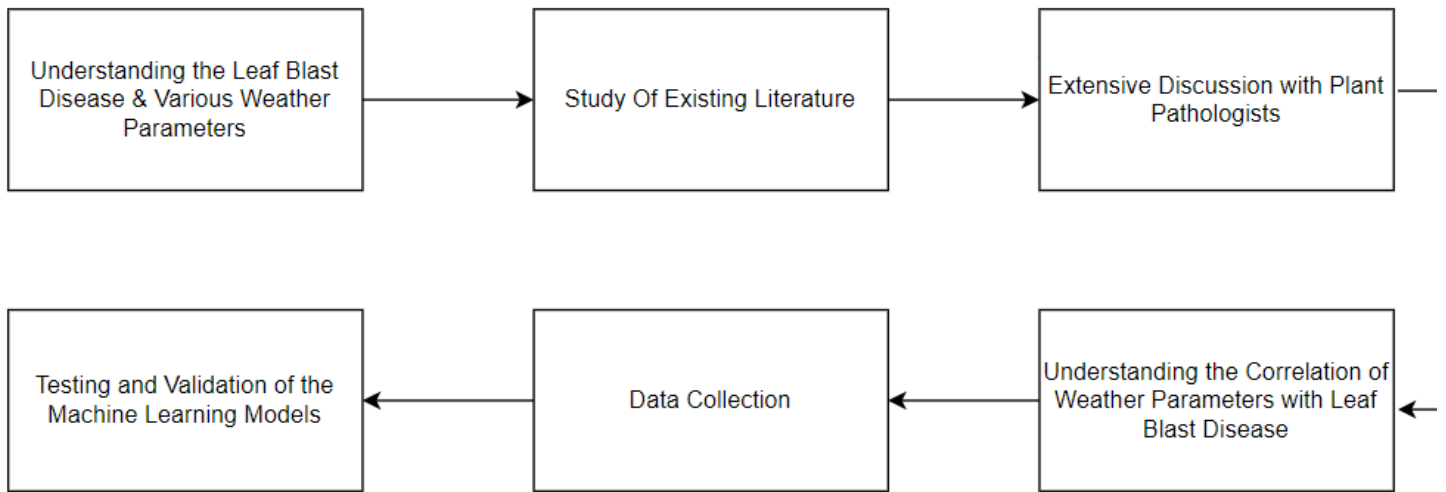 Understanding the Leaf Blast
Disease & Various Weather
Parameters
Study Of Existing Literature
Extensive Discussion with Plant
Pathologists
Understanding the Correlation of
Weather Parameters with Leaf
Blast Disease
Data Collection
Testing and Validation of the
Machine Learning Models